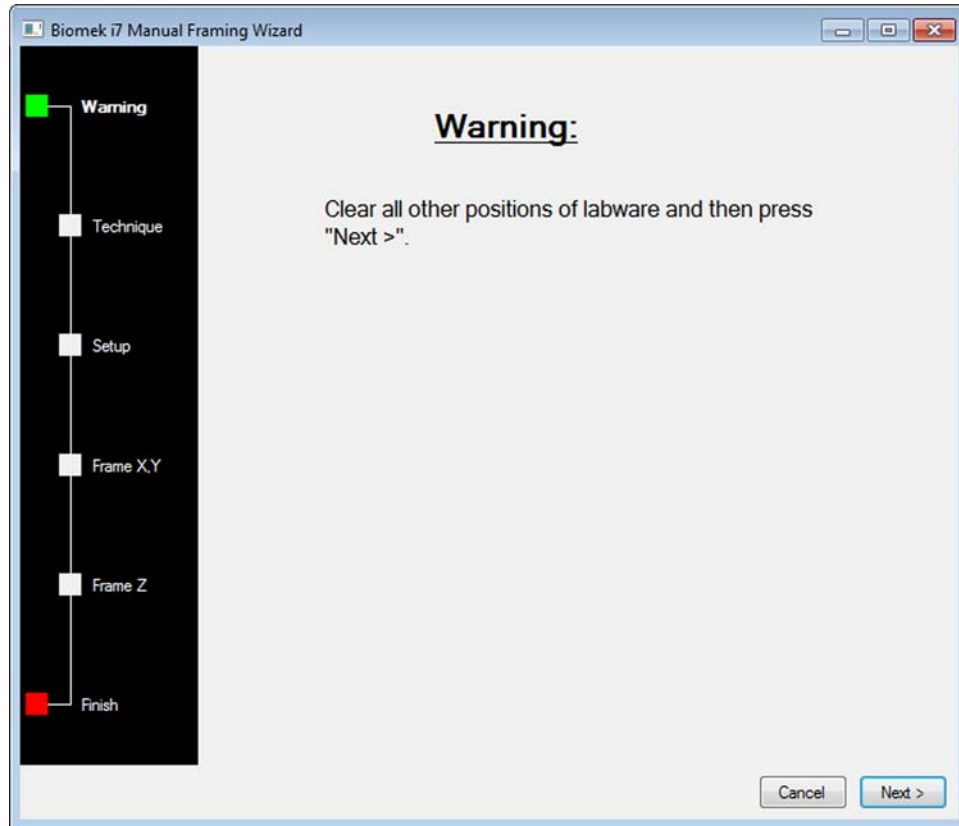 Biomek i7 Manual Framing Wizard
Warning
Technique
Setup
Frame X,Y
Frame Z
Finish
Warning:
Clear all other positions of labware and then press
"Next >".
Cancel
Next >